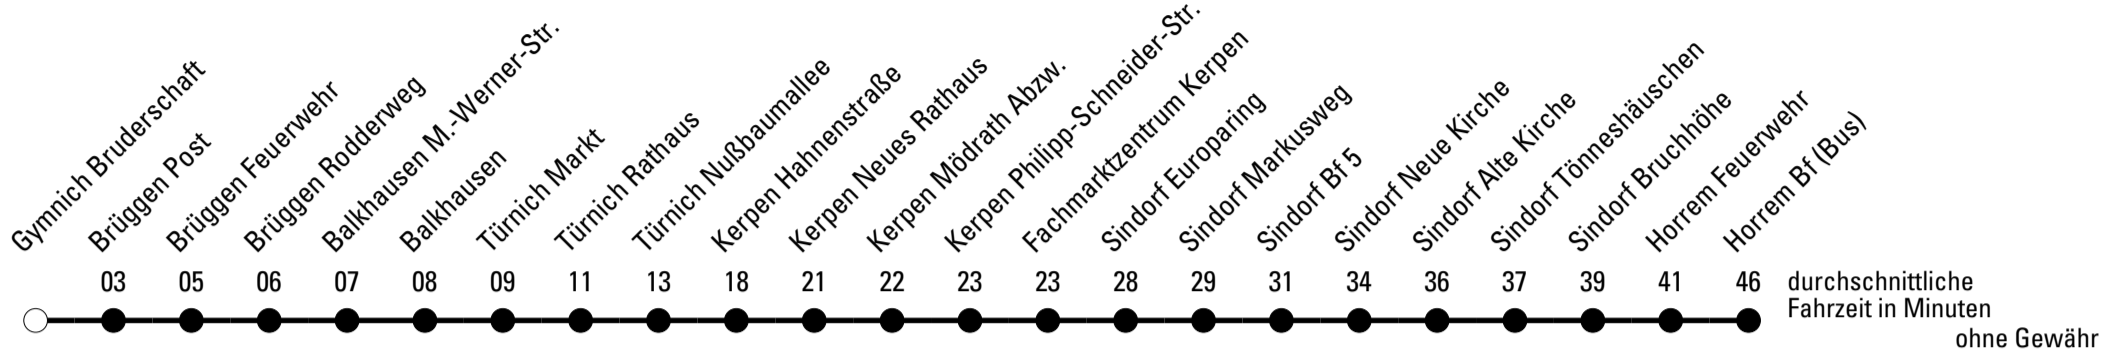 Gymnich Bruderschaft
Brüggen Post
Brüggen Feuerwehr
Brüggen Rodderweg
Balkhausen M.-Werner-Str.
Balkhausen
Türnich Markt
Türnich Rathaus
Türnich Nußbaumallee
Kerpen Hahnenstraße
Kerpen Neues Rathaus
Kerpen Mödrath Abzw.
Kerpen Philipp-Schneider-Str.
Fachmarktzentrum Kerpen
Sindorf Europaring
Sindorf Markusweg
Sindorf Bf 5
Sindorf Neue Kirche
Sindorf Alte Kirche
Sindorf Tönneshäuschen
Sindorf Bruchhöhe
Horrem Feuerwehr
Horrem Bf (Bus)
03 05 06 07 08 09 11 13 18 21 22 23 23 28 29 31 34 36 37 39 41 46 durchschnittliche
Fahrzeit in Minuten
ohne Gewähr